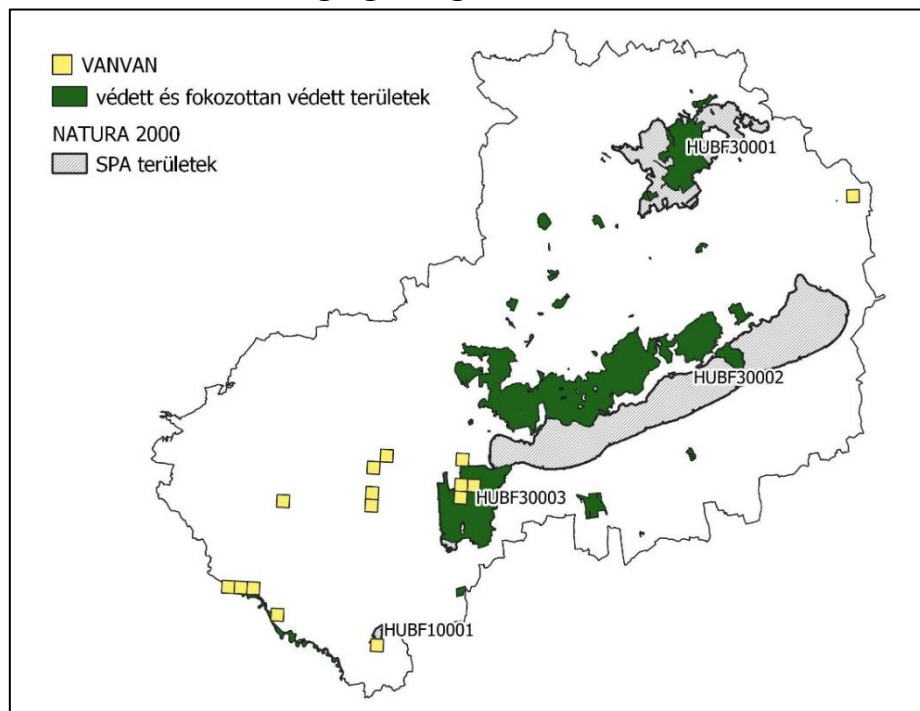 VANVAN
védett és fokozottan védett területek
NATURA 2000
SPA területek
HUBF30001
HUBF30002
HUBF30003
HUBF10001